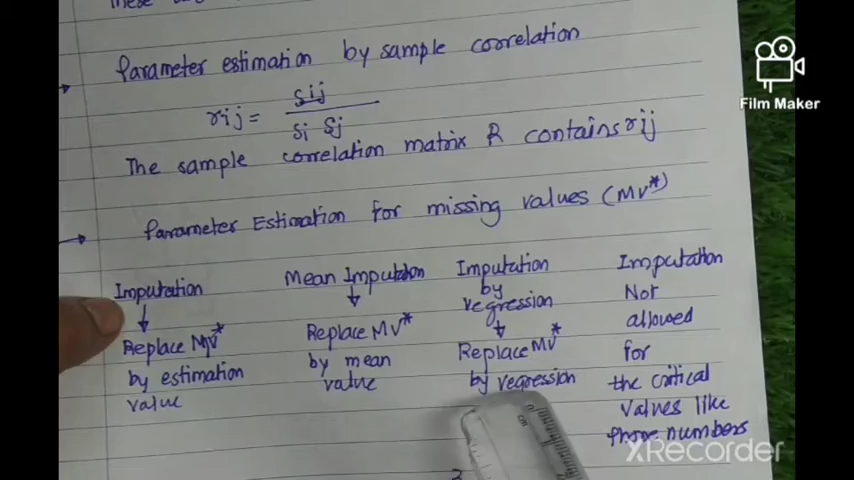 These
Parameter estimation by sample correlation
rij = sij / si sj
The sample correlation matrix R contains rij
Parameter Estimation for missing values (MV*)
Imputation
Replace MV*
by estimation
value
Mean Imputation
Replace MV*
by mean
value
Imputation
by
regression
Replace MV*
by regression
Imputation
Not
allowed
for
the critical
values like
phone numbers
Film Maker
XRecorder
cm